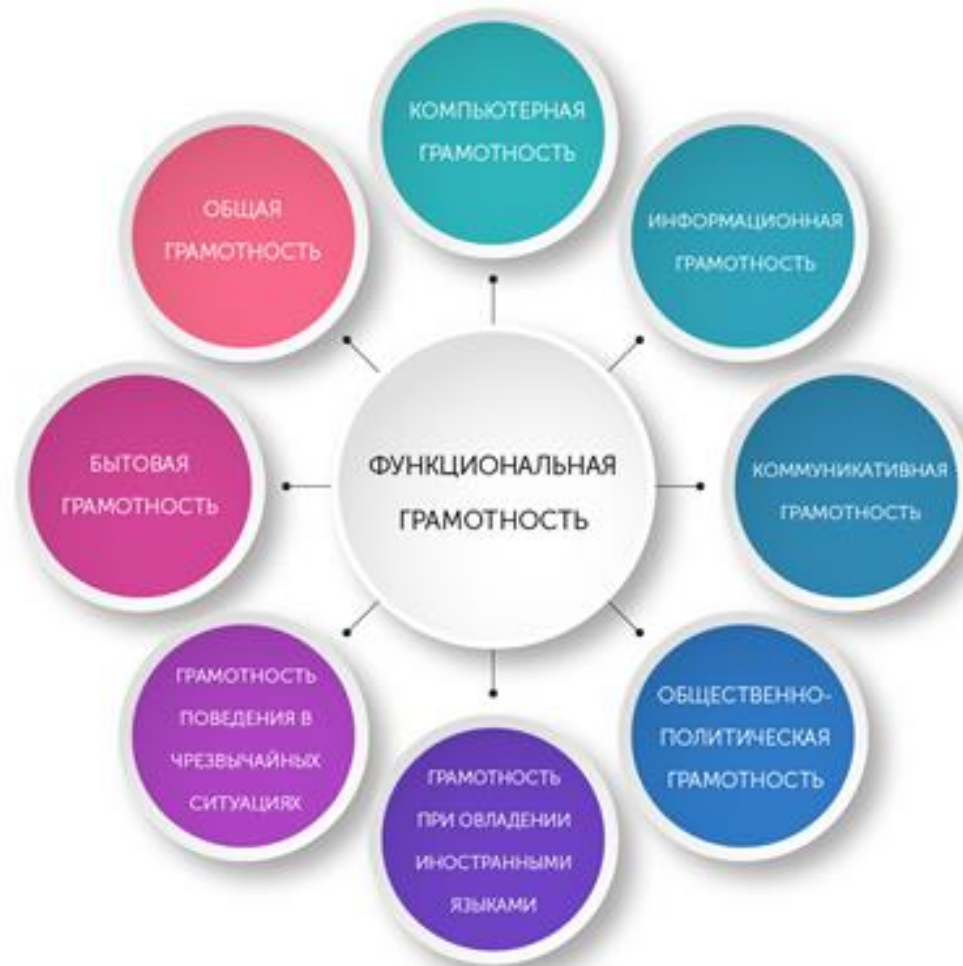 КОМПЬЮТЕРНАЯ
ГРАМОТНОСТЬ
ОБЩАЯ
ГРАМОТНОСТЬ
ИНФОРМАЦИОННАЯ
ГРАМОТНОСТЬ
БЫТОВАЯ
ГРАМОТНОСТЬ
ФУНКЦИОНАЛЬНАЯ
ГРАМОТНОСТЬ
КОММУНИКАТИВНАЯ
ГРАМОТНОСТЬ
ГРАМОТНОСТЬ
ПОВЕДЕНИЯ В
ЧРЕЗВЫЧАЙНЫХ
СИТУАЦИЯХ
ОБЩЕСТВЕННО-
ПОЛИТИЧЕСКАЯ
ГРАМОТНОСТЬ
ГРАМОТНОСТЬ
ПРИ ОВЛАДЕНИИ
ИНОСТРАННЫМИ
ЯЗЫКАМИ